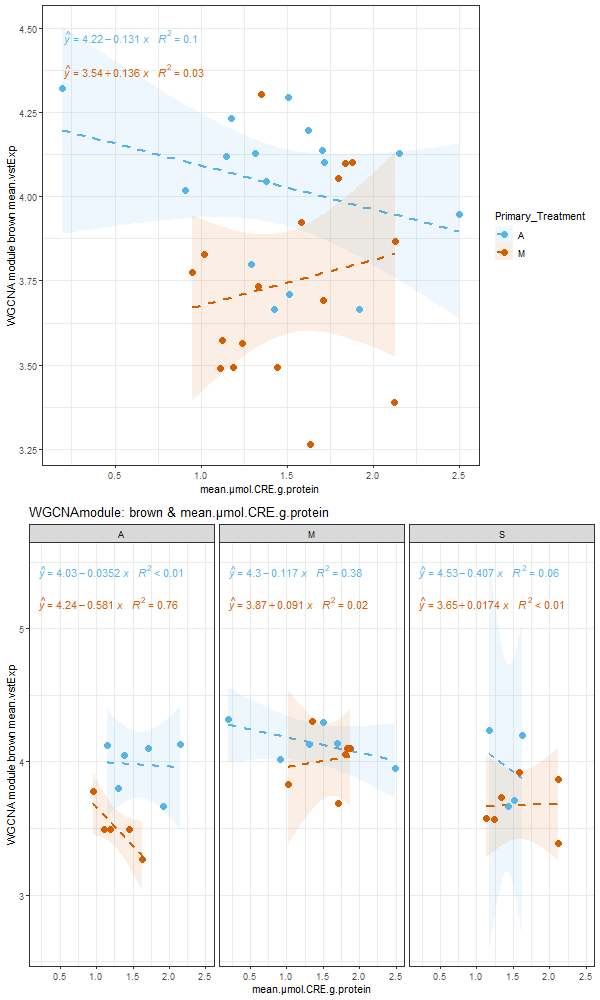 ŷ = 4.22 − 0.131 x   R² = 0.1
ŷ = 3.54 + 0.136 x   R² = 0.03
4.50
4.25
4.00
3.75
3.50
3.25
WGCNA module brown mean.vstExp
0.5 1.0 1.5 2.0 2.5
mean.µmol.CRE.g.protein
Primary_Treatment
A
M
WGCNAmodule: brown & mean.µmol.CRE.g.protein
A M S
ŷ = 4.03 − 0.0352 x   R² < 0.01
ŷ = 4.24 − 0.581 x   R² = 0.76
ŷ = 4.3 − 0.117 x   R² = 0.38
ŷ = 3.87 + 0.091 x   R² = 0.02
ŷ = 4.53 − 0.407 x   R² = 0.06
ŷ = 3.65 + 0.0174 x   R² < 0.01
5
4
3
WGCNA module brown mean.vstExp
0.5 1.0 1.5 2.0 2.5 0.5 1.0 1.5 2.0 2.5 0.5 1.0 1.5 2.0 2.5
mean.µmol.CRE.g.protein